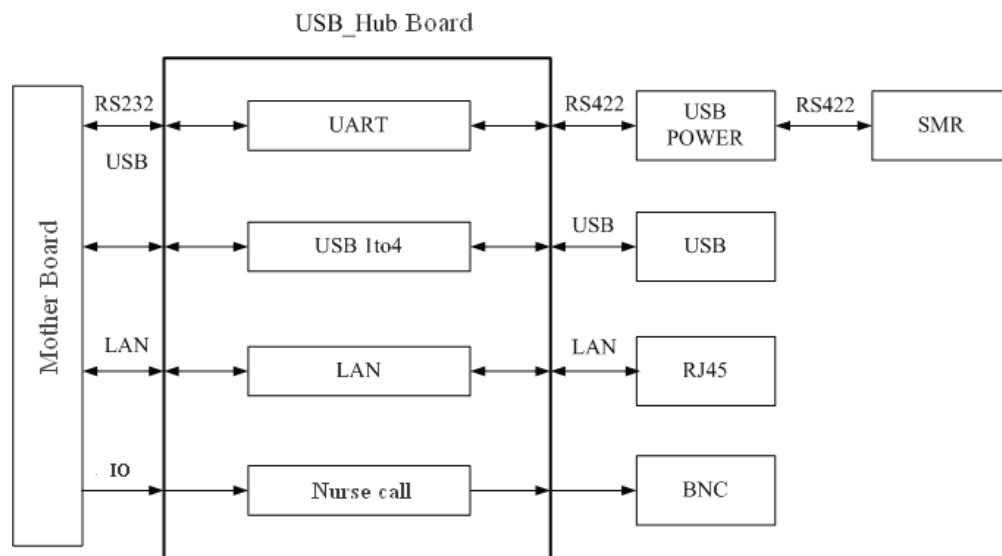 USB_Hub Board
RS232
UART
RS422
USB
POWER
RS422
SMR
USB
USB 1to4
USB
USB
Mother Board
LAN
LAN
LAN
RJ45
IO
Nurse call
BNC